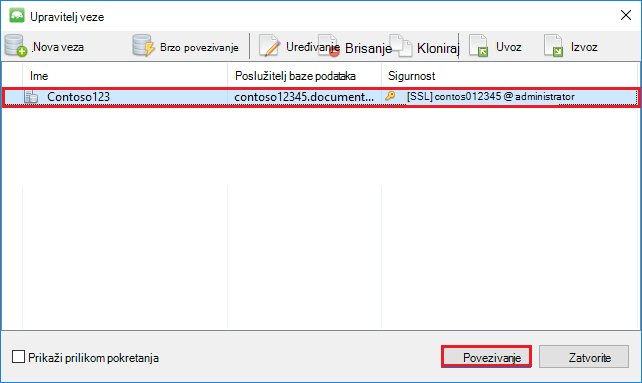 Upravitelj veze
Nova veza Brzo povezivanje Uređivanje Brisanje Kloniraj Uvoz Izvoz
Ime Poslužitelj baze podataka Sigurnost
Contoso123 contoso12345.document... [SSL] contos012345 @ administrator
Prikaži prilikom pokretanja Povezivanje Zatvorite